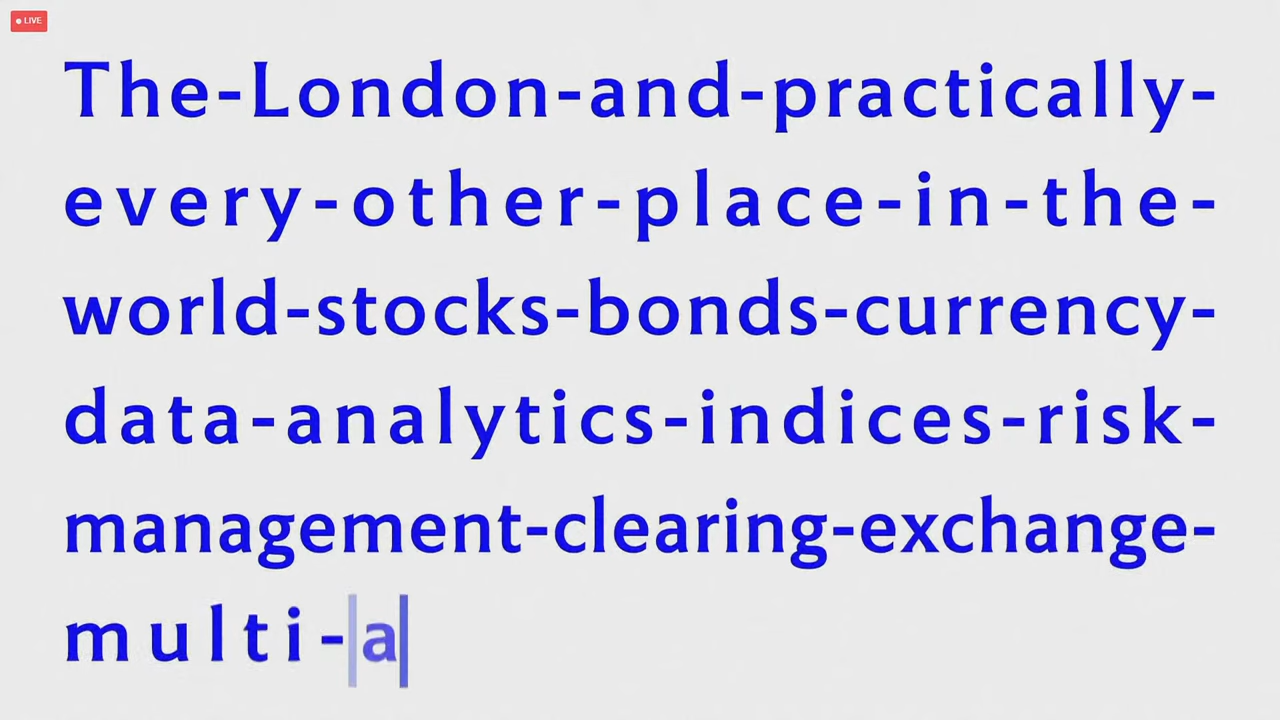 LIVE
The-London-and-practically-
every-other-place-in-the-
world-stocks-bonds-currency-
data-analytics-indices-risk-
management-clearing-exchange-
multi-a